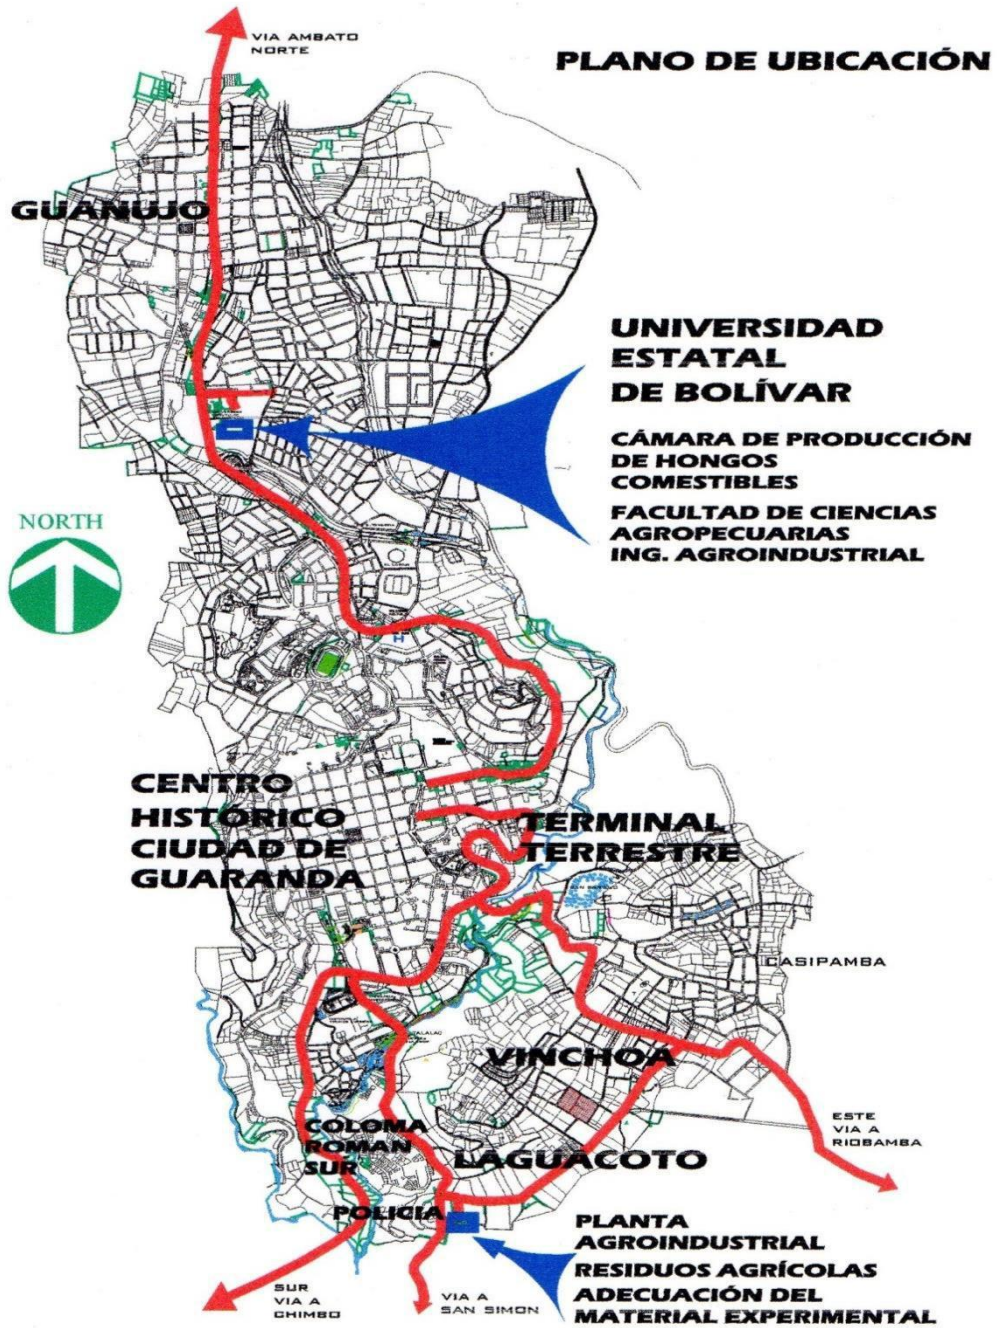 VIA AMBATO
NORTE
PLANO DE UBICACIÓN
GUANUJO
UNIVERSIDAD
ESTATAL
DE BOLÍVAR
CÁMARA DE PRODUCCIÓN
DE HONGOS
COMESTIBLES
FACULTAD DE CIENCIAS
AGROPECUARIAS
ING. AGROINDUSTRIAL
NORTH
CENTRO
HISTÓRICO
CIUDAD DE
GUARANDA
TERMINAL
TERRESTRE
CASIPAMBA
VINCHOA
ESTE
VIA A
RIOBAMBA
COLOMA
ROMAN
SUR
LAGUACOTO
POLICIA
PLANTA
AGROINDUSTRIAL
RESIDUOS AGRÍCOLAS
ADECUACIÓN DEL
MATERIAL EXPERIMENTAL
SUR
VIA A
CHIMBO
VIA A
SAN SIMON